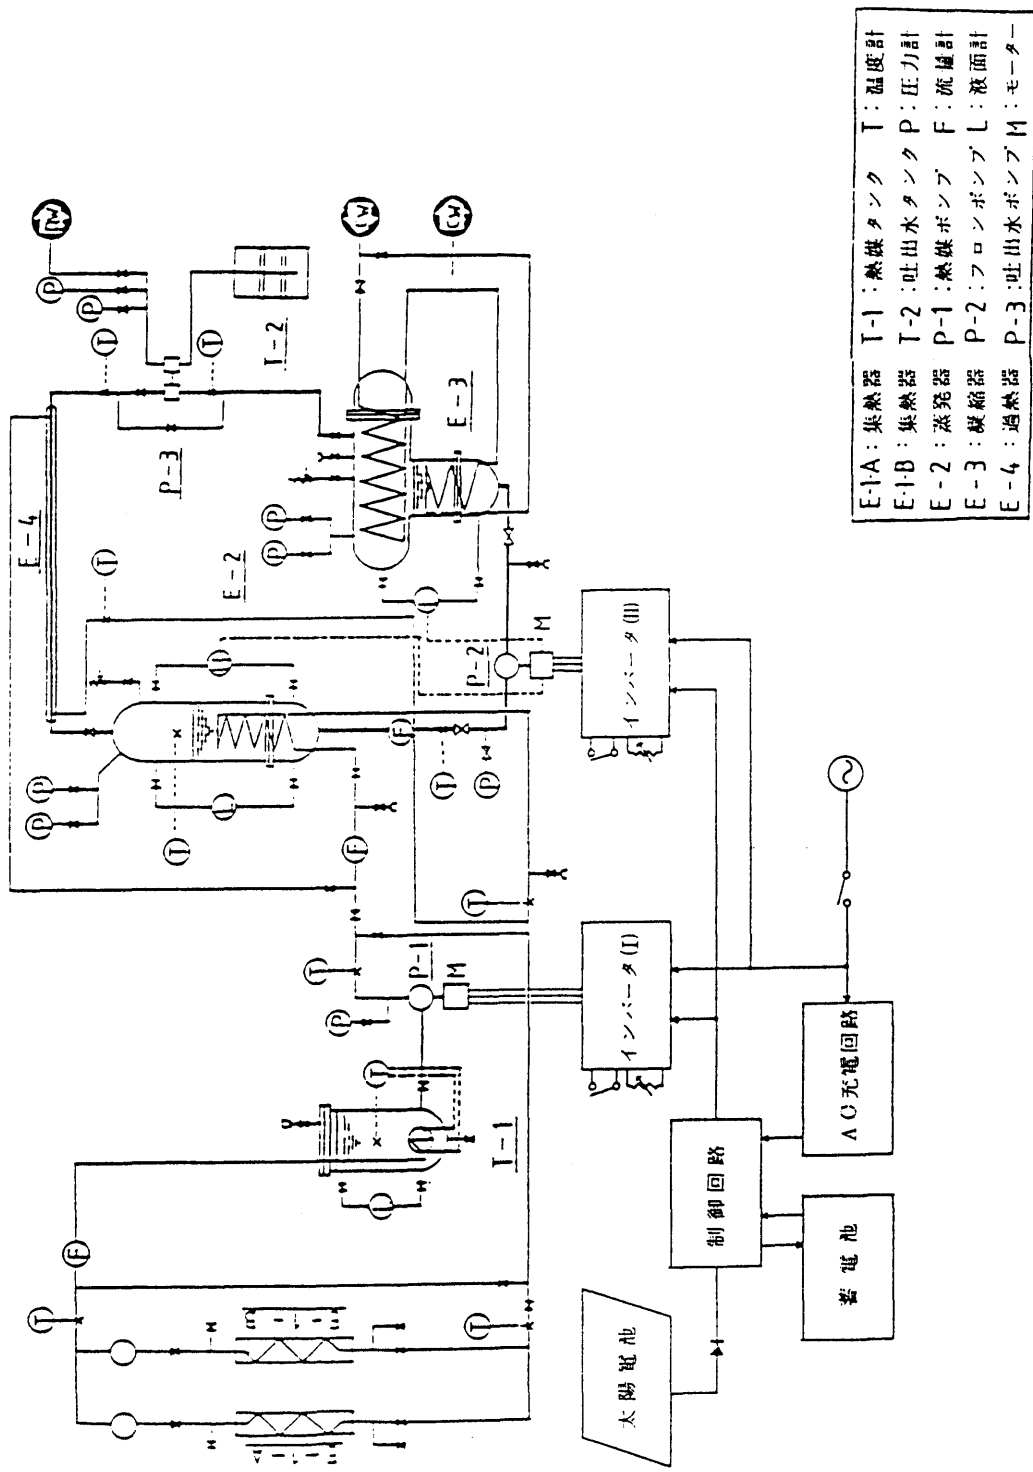 E-4
T
T
P
P
P-3
T-2
CW
CW
E-2
E-3
T
P
P
L
L
L
P
P
T
F
T
P
P-2
M
F
T
T
P
P-1
M
T
T-1
L
F
T
T
インバータ(I)
インバータ(II)
太陽電池
制御回路
蓄電池
AC充電回路
E-1-A：集熱器　T-1：熱媒タンク　T：温度計
E-1-B：集熱器　T-2：吐出水タンク　P：圧力計
E-2：蒸発器　P-1：熱媒ポンプ　F：流量計
E-3：凝縮器　P-2：フロンポンプ　L：液面計
E-4：過熱器　P-3：吐出水ポンプ　M：モーター